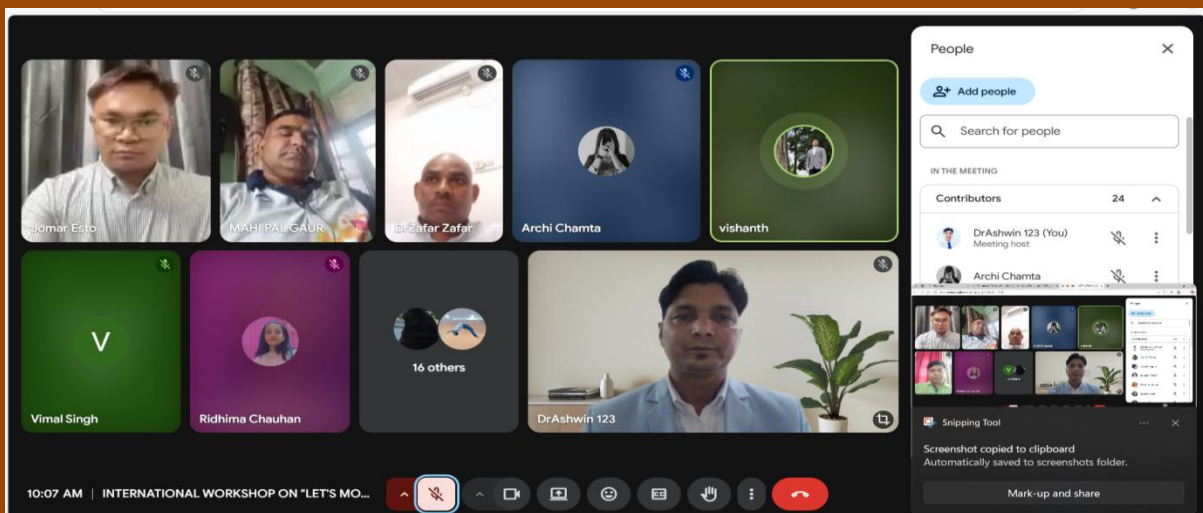 Jomar Esto
MAHI PAL GAUR
Dr.Zafar Zafar
Archi Chamta
vishanth
V
Vimal Singh
Ridhima Chauhan
16 others
DrAshwin 123
10:07 AM | INTERNATIONAL WORKSHOP ON "LET'S MO...
People
Add people
Search for people
IN THE MEETING
Contributors 24
DrAshwin 123 (You)
Meeting host
Archi Chamta
Snipping Tool
Screenshot copied to clipboard
Automatically saved to screenshots folder.
Mark-up and share